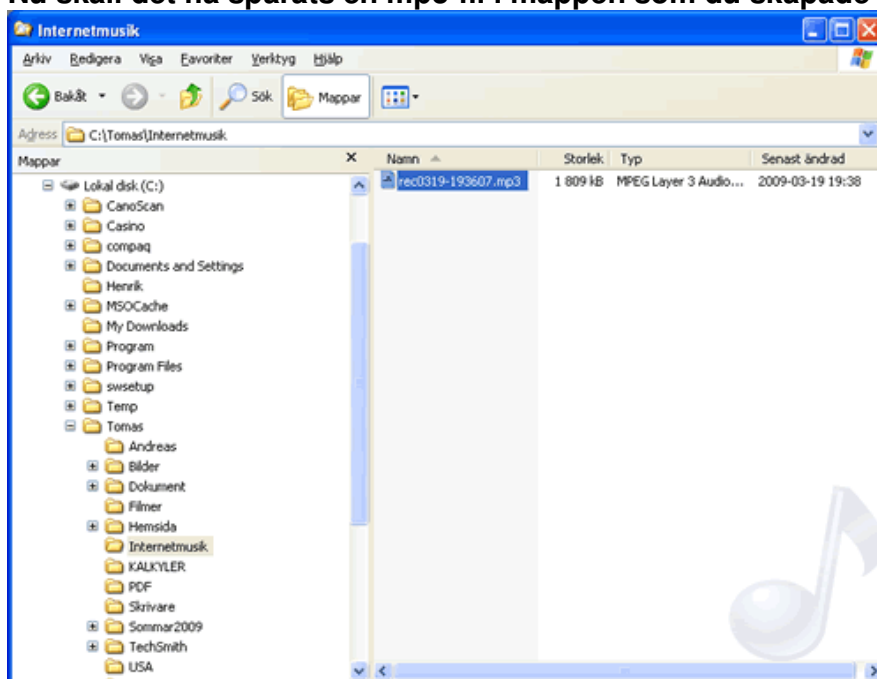 Nu skall det ha sparats en mp3-fil i mappen som du skapade
Internetmusik
Arkiv Redigera Visa Favoriter Verktyg Hjälp
Bakåt Sök Mappar
Adress C:\Tomas\Internetmusik
Mappar Namn Storlek Typ Senast ändrad
Lokal disk (C:) rec0319-193607.mp3 1 809 kB MPEG Layer 3 Audio... 2009-03-19 19:38
CanoScan
Casino
compaq
Documents and Settings
Henrik
MSOCache
My Downloads
Program
Program Files
swsetup
Temp
Tomas
Andreas
Bilder
Dokument
Filmer
Hemsida
Internetmusik
KALKYLER
PDF
Skrivare
Sommar2009
TechSmith
USA